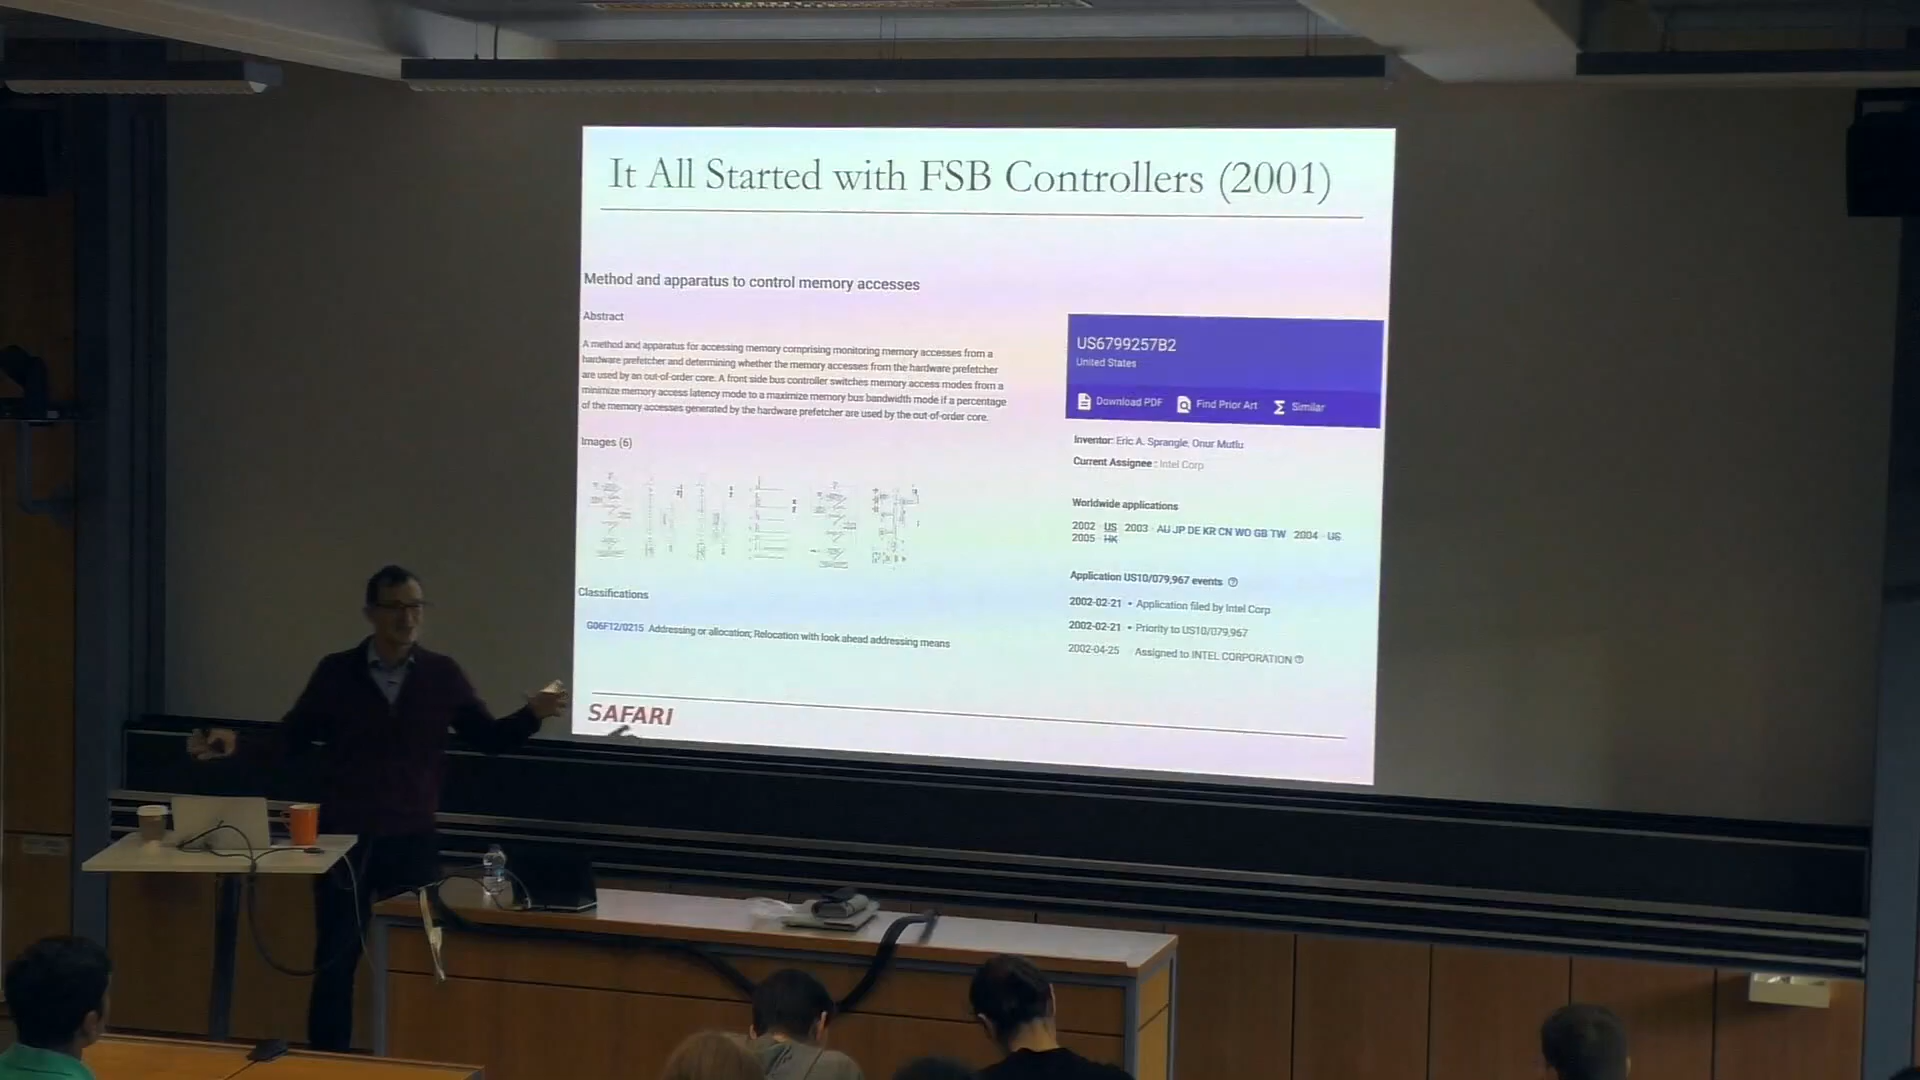 It All Started with FSB Controllers (2001)
Method and apparatus to control memory accesses
Abstract
A method and apparatus for accessing memory comprising monitoring memory accesses from a
hardware prefetcher and determining whether the memory accesses from the hardware prefetcher
are used by an out-of-order core. A front side bus controller switches memory access modes from a
minimize memory access latency mode to a maximize memory bus bandwidth mode if a percentage
of the memory accesses generated by the hardware prefetcher are used by the out-of-order core.
Images (6)
Classifications
G06F12/0215 Addressing or allocation; Relocation with look ahead addressing means
US6799257B2
United States
Download PDF Find Prior Art Similar
Inventor: Eric A. Sprangle, Onur Mutlu
Current Assignee : Intel Corp
Worldwide applications
2002 · US 2003 · AU JP DE KR CN WO GB TW 2004 · US
2005 · HK
Application US10/079,967 events
2002-02-21 • Application filed by Intel Corp
2002-02-21 • Priority to US10/079,967
2002-04-25 Assigned to INTEL CORPORATION
SAFARI